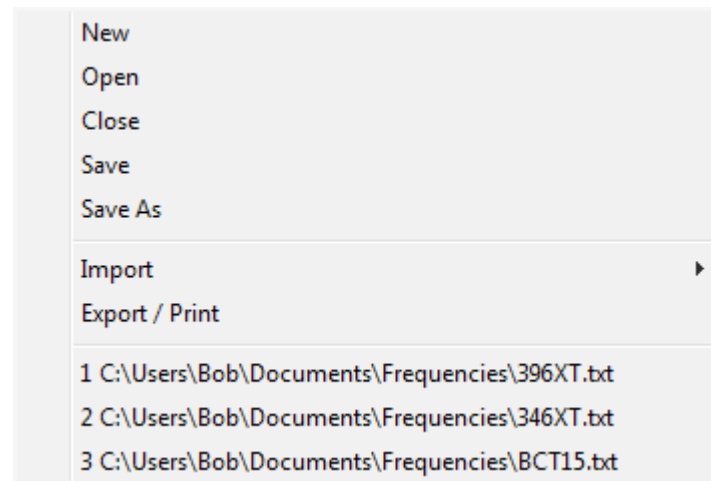 New
Open
Close
Save
Save As
Import
Export / Print
1 C:\Users\Bob\Documents\Frequencies\396XT.txt
2 C:\Users\Bob\Documents\Frequencies\346XT.txt
3 C:\Users\Bob\Documents\Frequencies\BCT15.txt